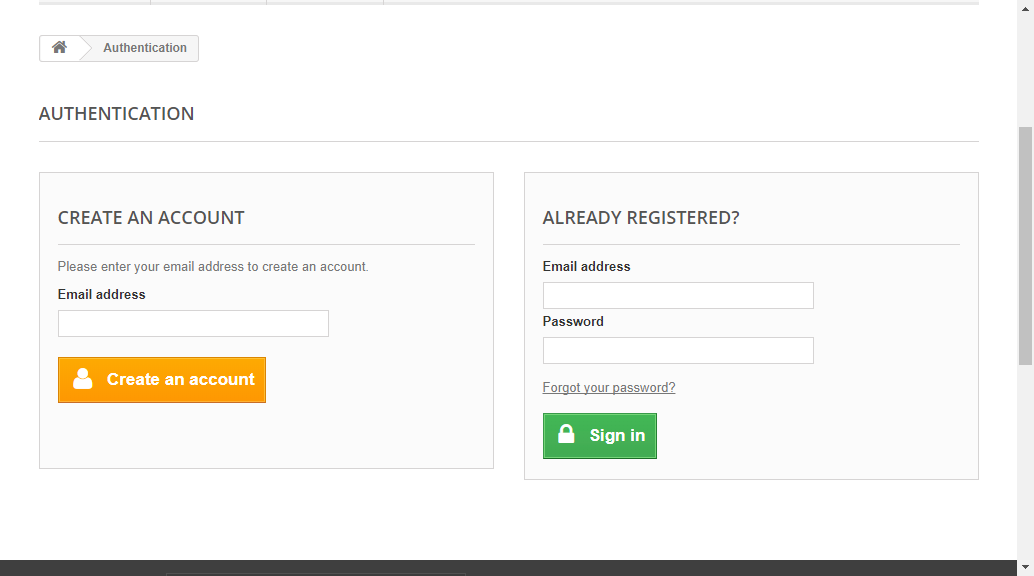 Authentication
AUTHENTICATION
CREATE AN ACCOUNT
Please enter your email address to create an account.
Email address
Create an account
ALREADY REGISTERED?
Email address
Password
Forgot your password?
Sign in